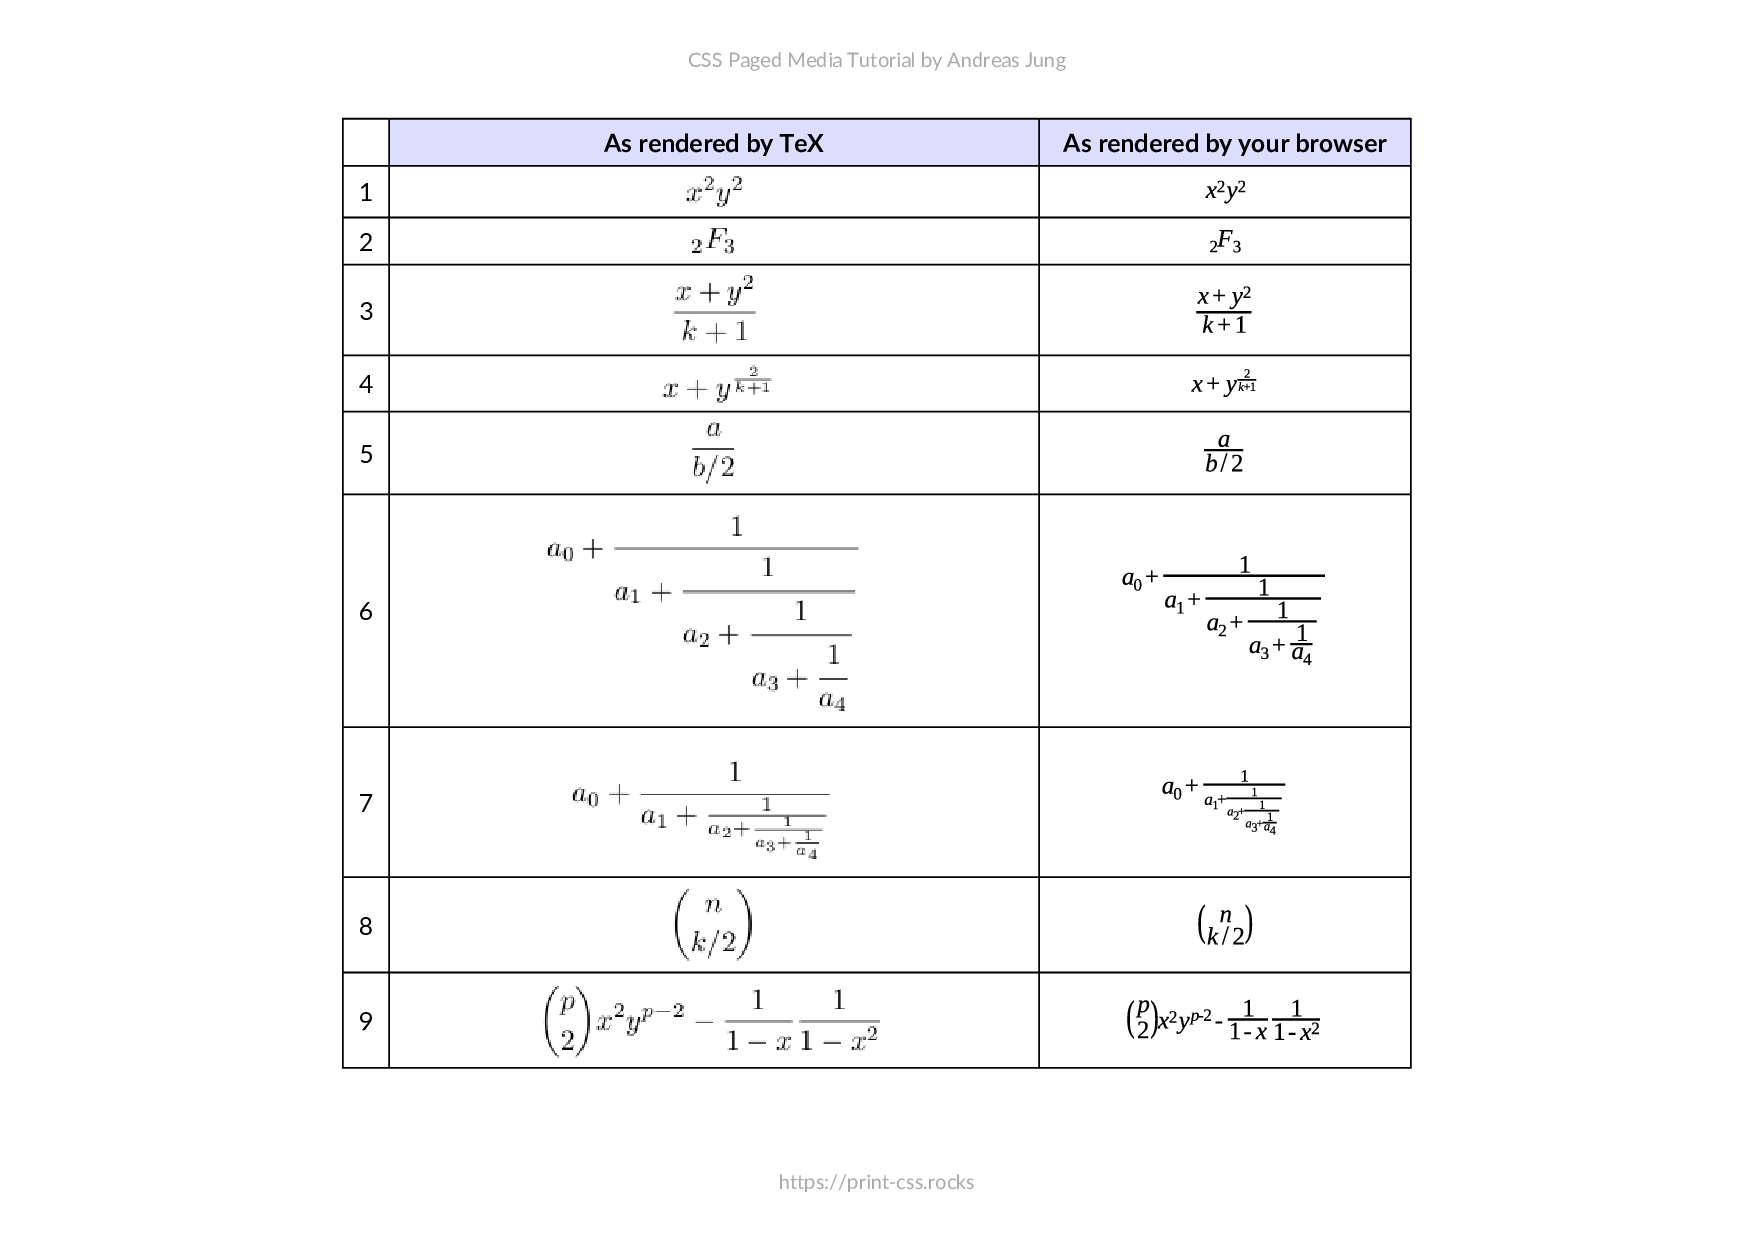 CSS Paged Media Tutorial by Andreas Jung
As rendered by TeX As rendered by your browser
1 $x^2y^2$ $x^2y^2$
2 ${}_2F_3$ ${}_2F_3$
3 $\frac{x+y^2}{k+1}$ $\frac{x+y^2}{k+1}$
4 $x+y^{\frac{2}{k+1}}$ $x+y^{\frac{2}{k+1}}$
5 $\frac{a}{b/2}$ $\frac{a}{b/2}$
6 $a_0+\cfrac{1}{a_1+\cfrac{1}{a_2+\cfrac{1}{a_3+\cfrac{1}{a_4}}}}$ $a_0+\cfrac{1}{a_1+\cfrac{1}{a_2+\cfrac{1}{a_3+\cfrac{1}{a_4}}}}$
7 $a_0+\frac{1}{a_1+\frac{1}{a_2+\frac{1}{a_3+\frac{1}{a_4}}}}$ $a_0+\frac{1}{a_1+\frac{1}{a_2+\frac{1}{a_3+\frac{1}{a_4}}}}$
8 $\binom{n}{k/2}$ $\binom{n}{k/2}$
9 $\binom{p}{2}x^2y^{p-2}-\frac{1}{1-x}\frac{1}{1-x^2}$ $\binom{p}{2}x^2y^{p-2}-\frac{1}{1-x}\frac{1}{1-x^2}$
https://print-css.rocks